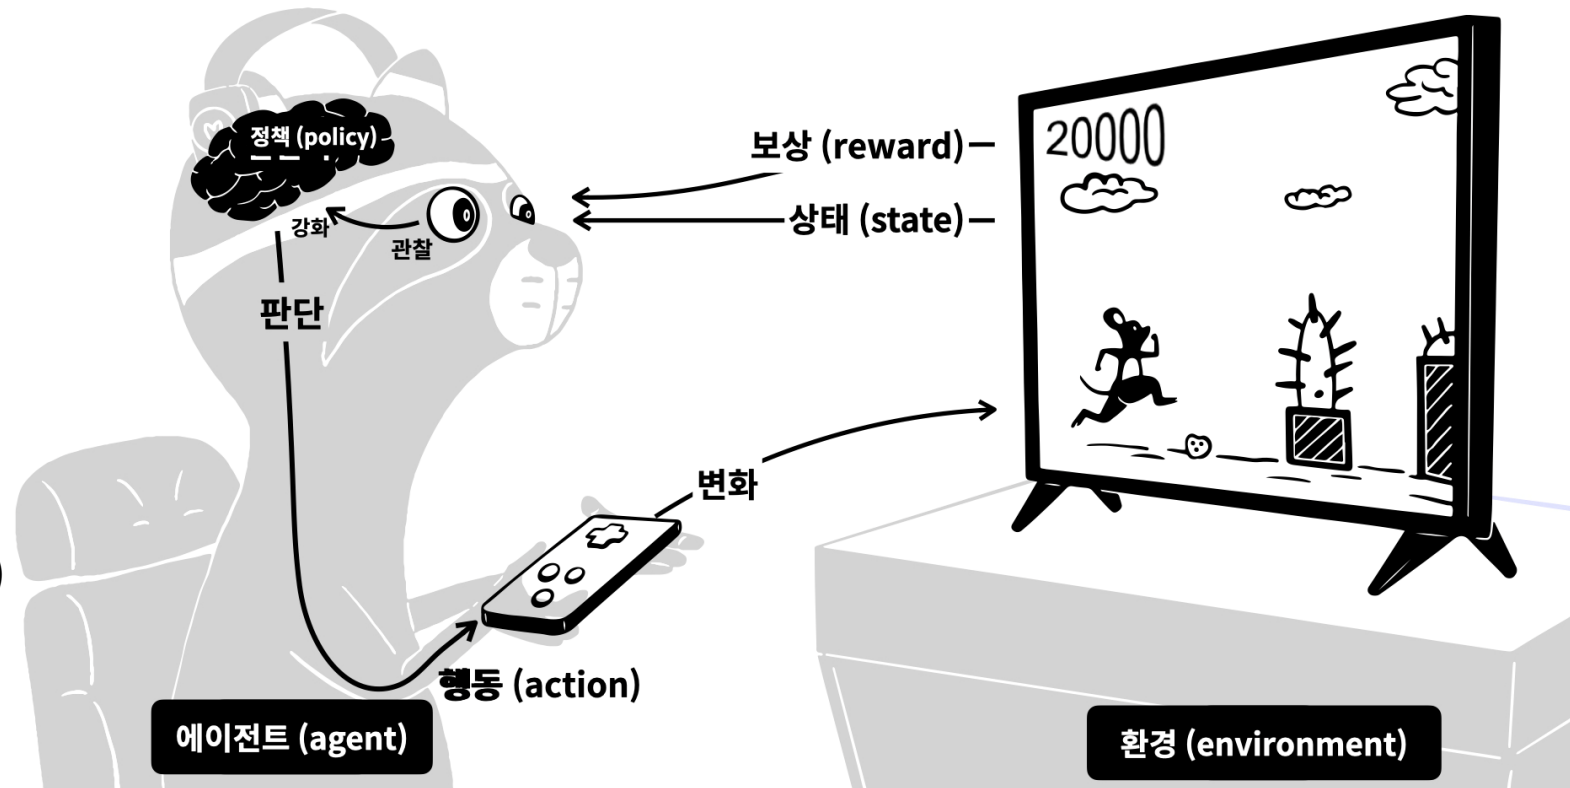 정책 (policy)
보상 (reward)
20000
상태 (state)
강화
관찰
판단
변화
행동 (action)
에이전트 (agent)
환경 (environment)